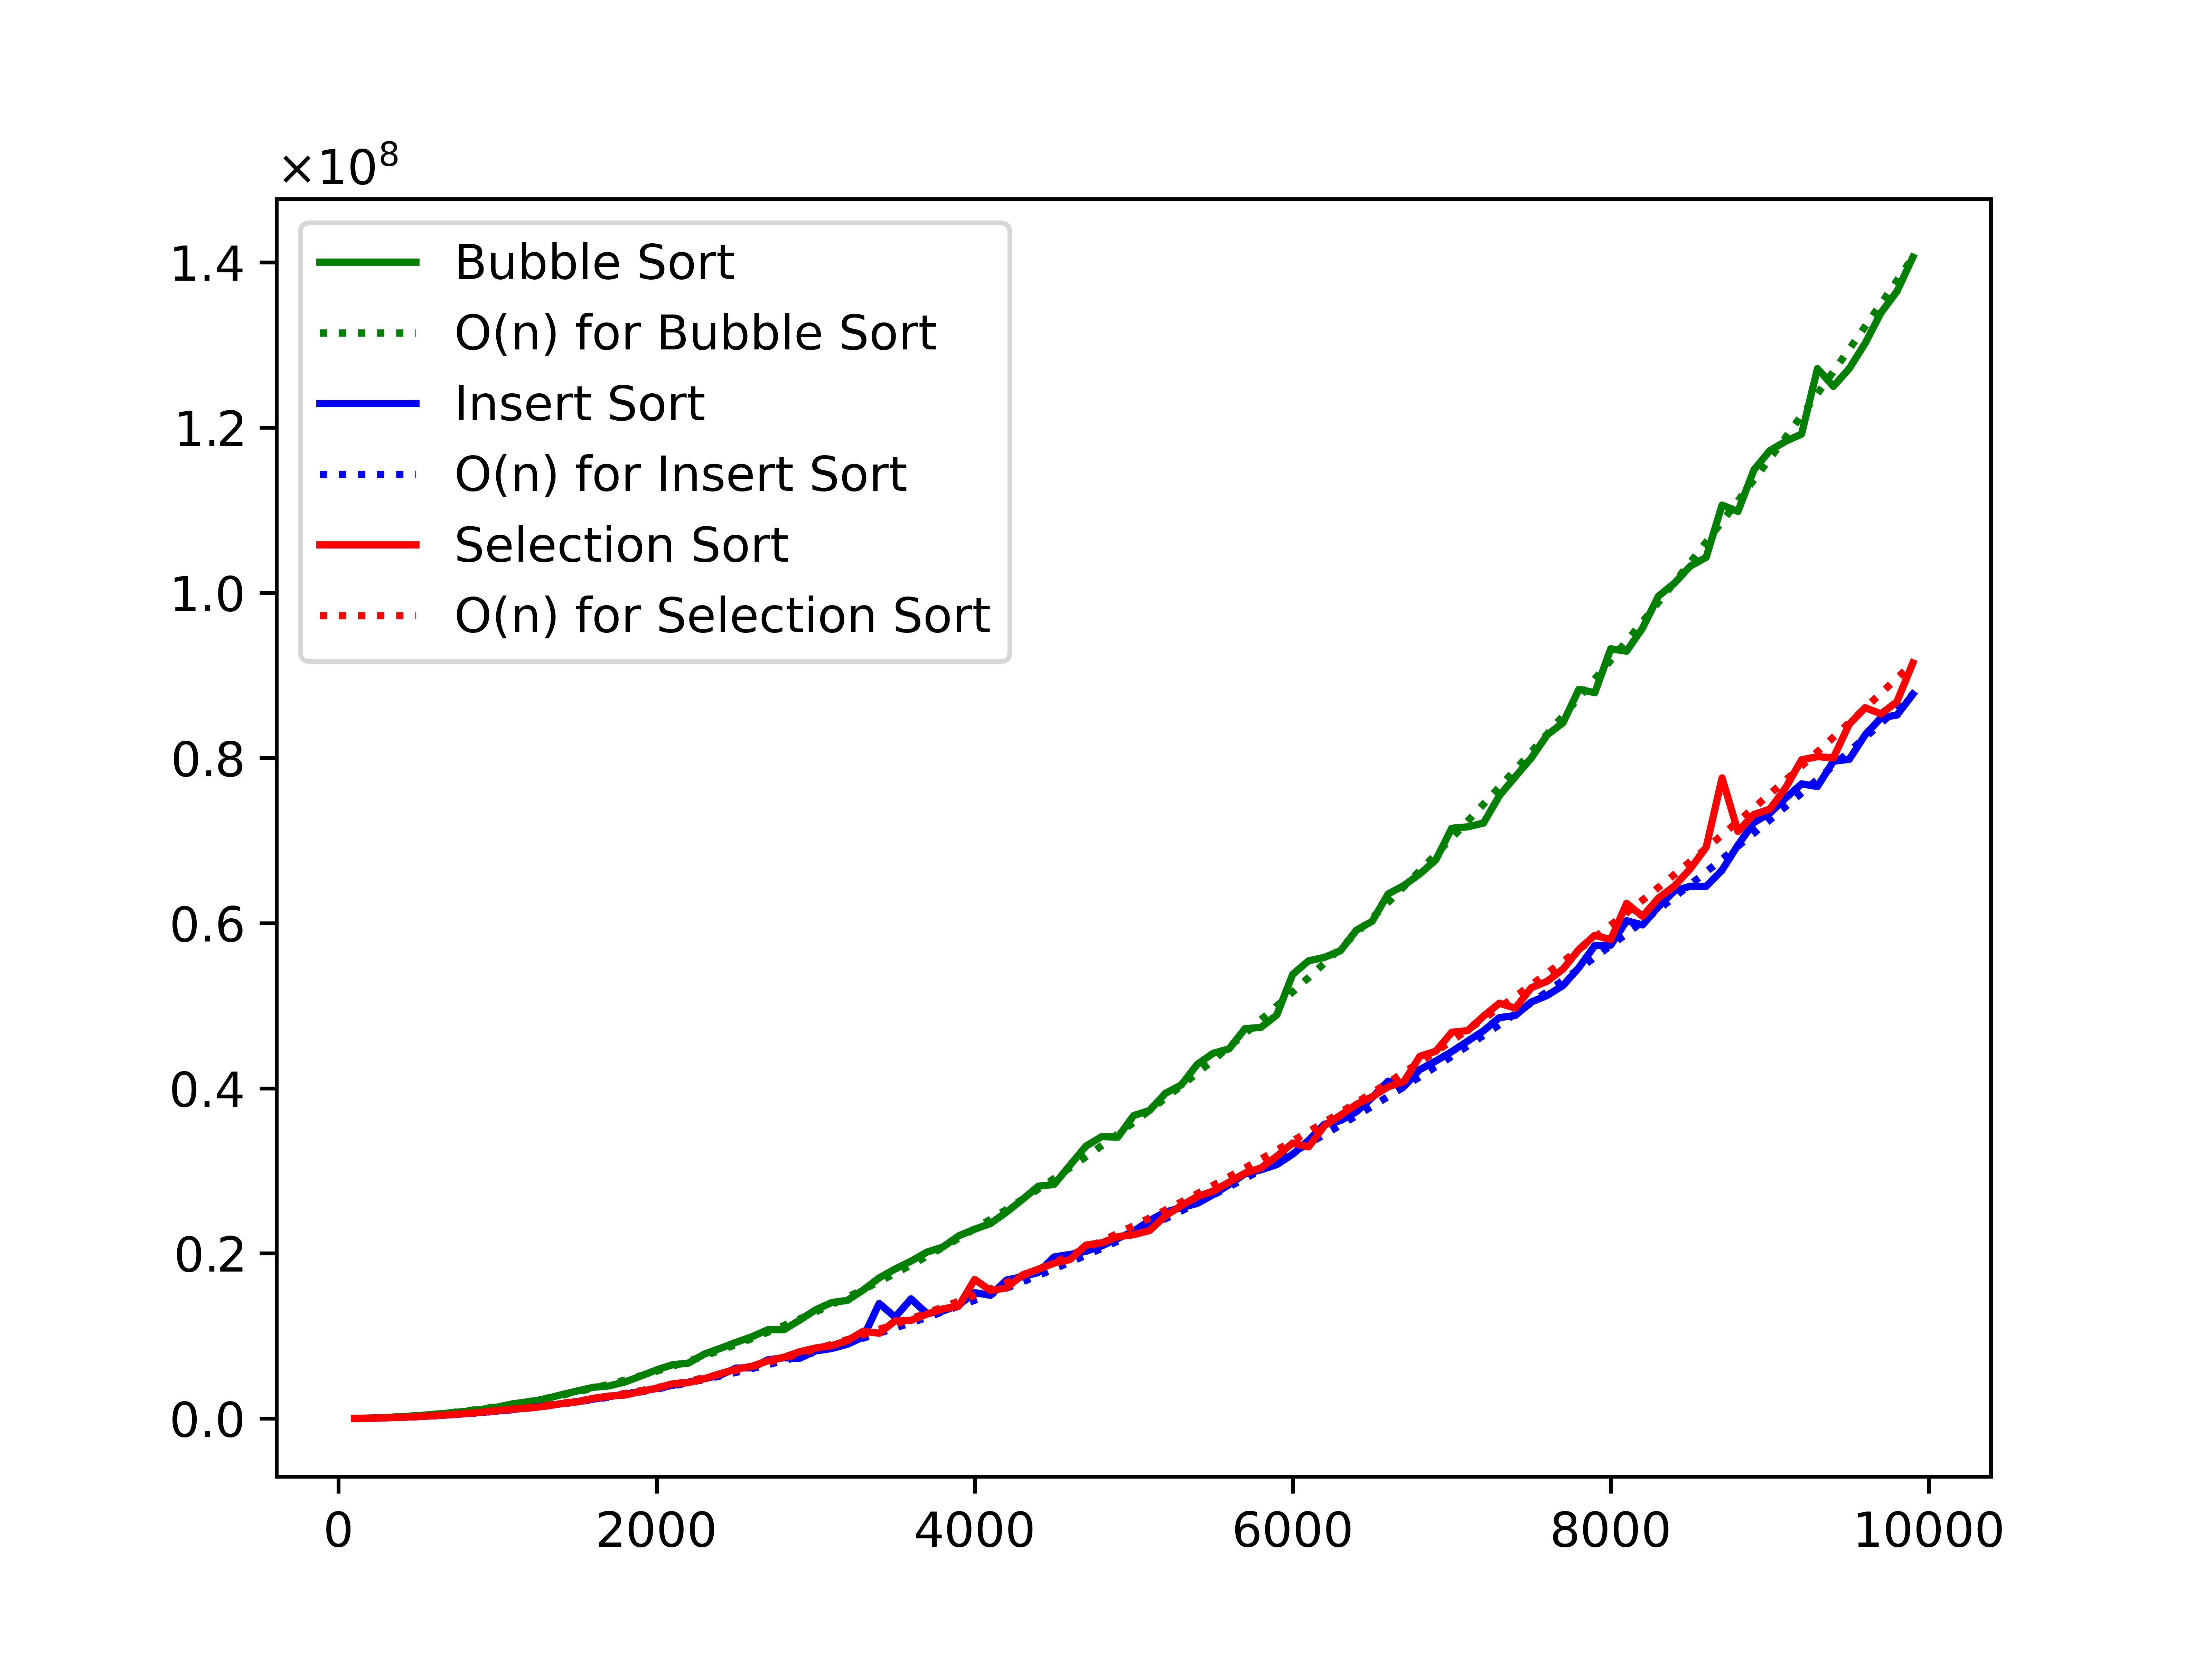 ×10⁸
1.4
1.2
1.0
0.8
0.6
0.4
0.2
0.0
Bubble Sort
O(n) for Bubble Sort
Insert Sort
O(n) for Insert Sort
Selection Sort
O(n) for Selection Sort
0 2000 4000 6000 8000 10000